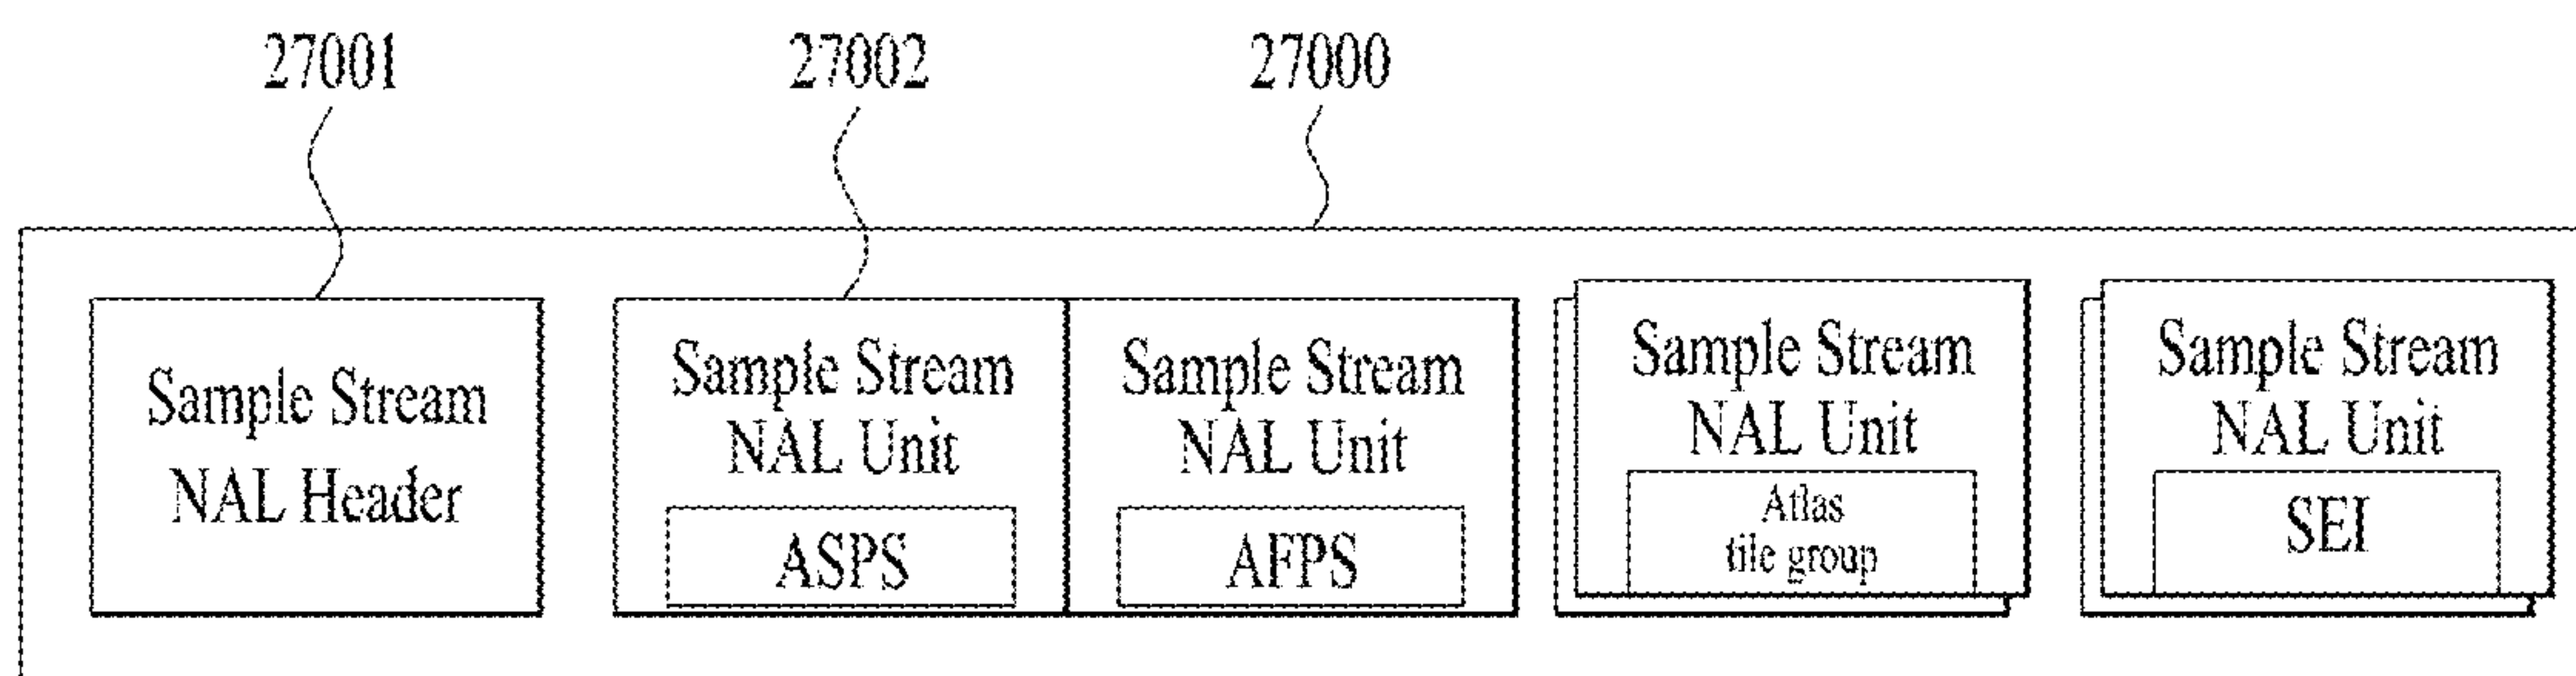 27001
27002
27000
Sample Stream
NAL Header
Sample Stream
NAL Unit
ASPS
Sample Stream
NAL Unit
AFPS
Sample Stream
NAL Unit
Atlas
tile group
Sample Stream
NAL Unit
SEI